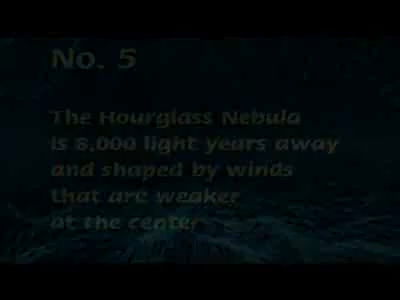 No. 5
The Hourglass Nebula
is 8,000 light years away
and shaped by winds
that are weaker
at the center